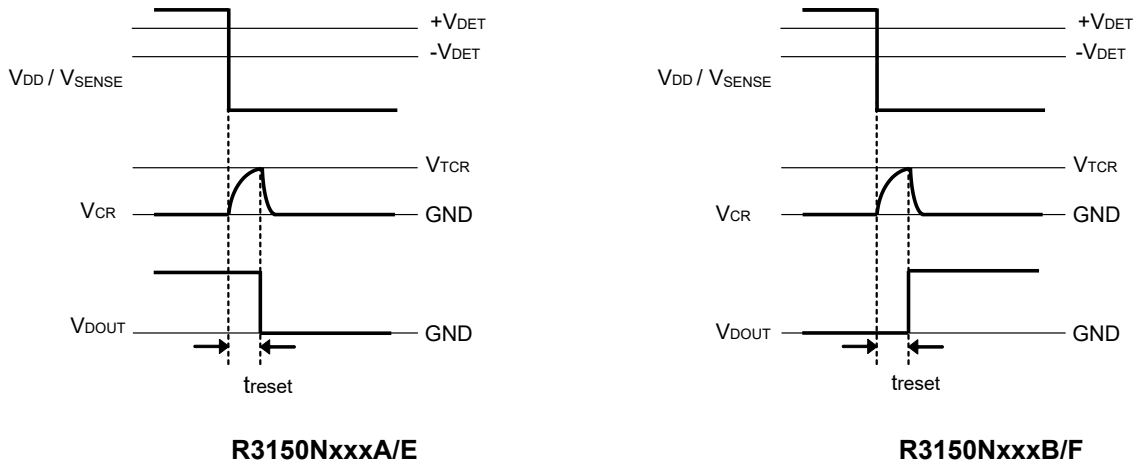 +VDET
-VDET
VDD / VSENSE
VTCR
VCR
GND
VDOUT
GND
treset
R3150NxxxA/E
+VDET
-VDET
VDD / VSENSE
VTCR
VCR
GND
VDOUT
GND
treset
R3150NxxxB/F